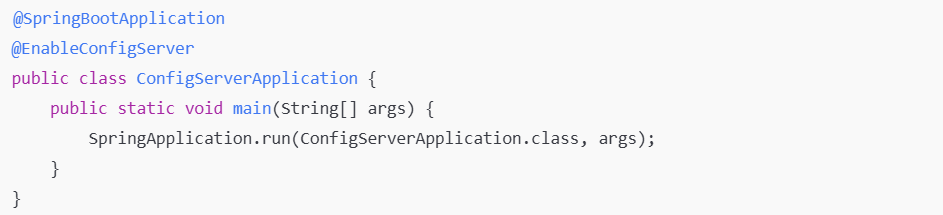 @SpringBootApplication
@EnableConfigServer
public class ConfigServerApplication {
    public static void main(String[] args) {
        SpringApplication.run(ConfigServerApplication.class, args);
    }
}